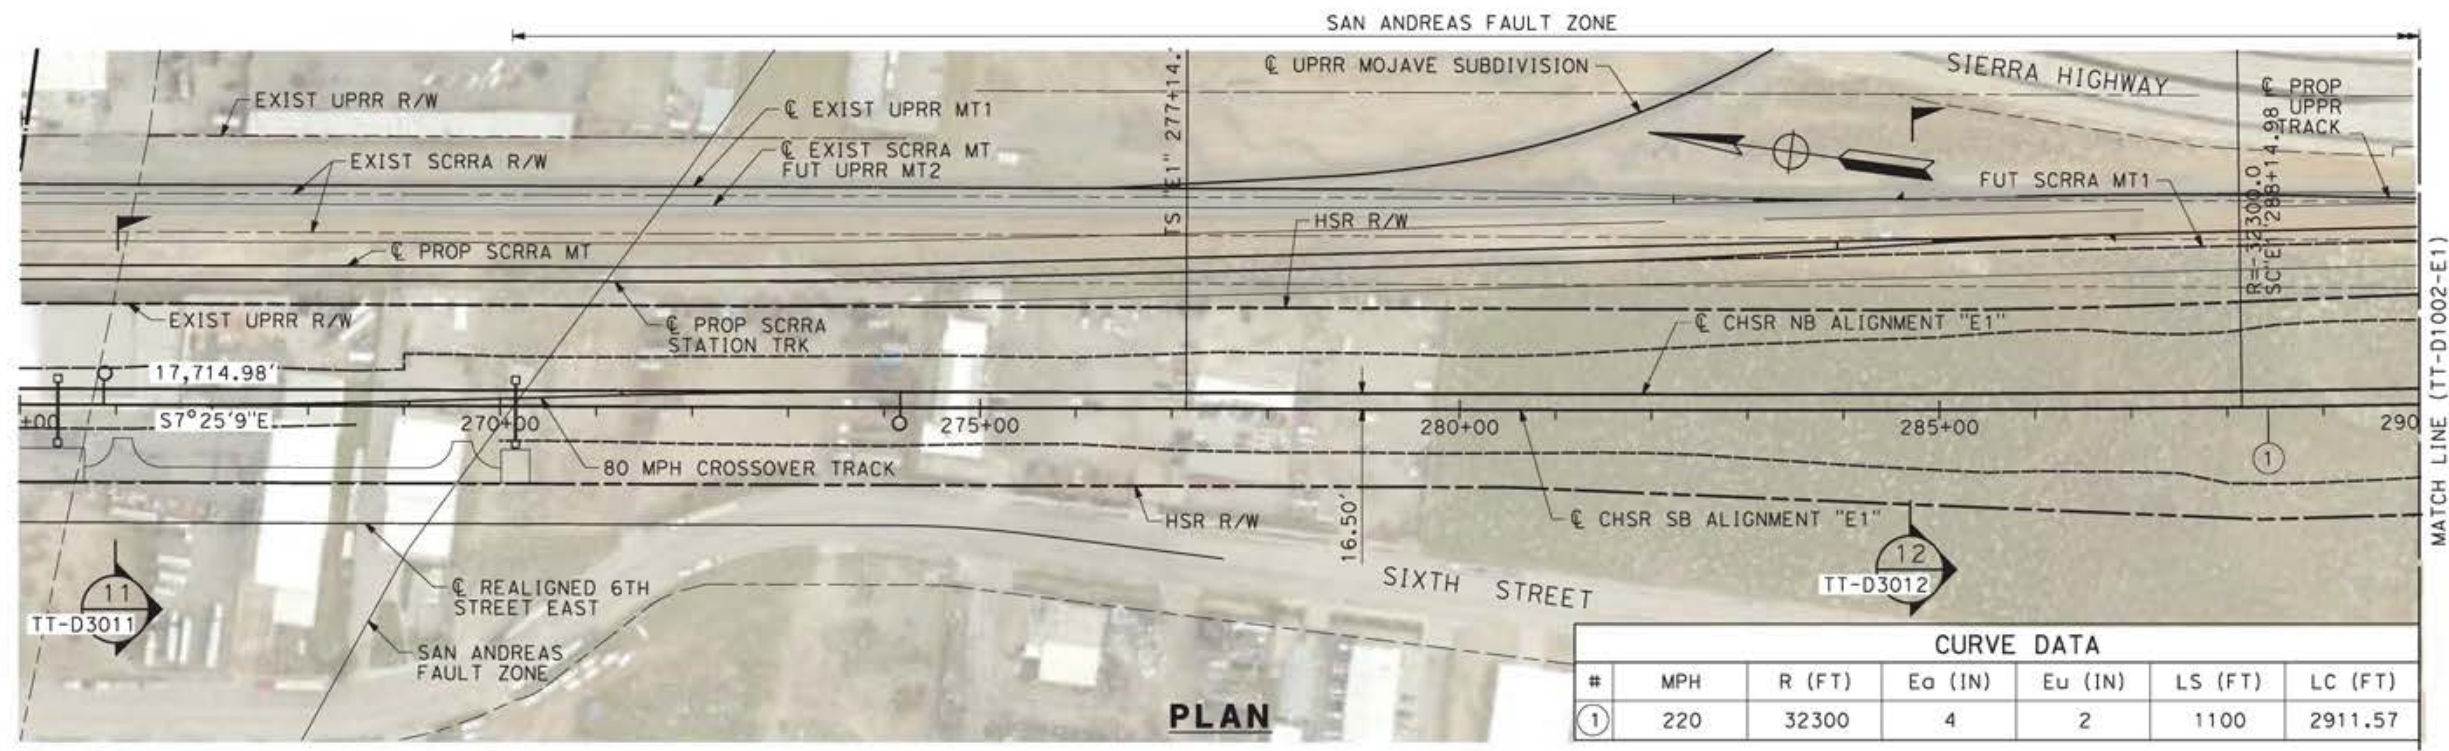 SAN ANDREAS FAULT ZONE
EXIST UPRR R/W
℄ EXIST UPRR MT1
℄ EXIST SCRRA MT
FUT UPRR MT2
EXIST SCRRA R/W
TS "E1" 277+14.
℄ UPRR MOJAVE SUBDIVISION
SIERRA HIGHWAY
℄ PROP
UPPR
TRACK
FUT SCRRA MT1
R=-32300.0
SC"E1"288+14.98
HSR R/W
℄ PROP SCRRA MT
EXIST UPRR R/W
℄ PROP SCRRA
STATION TRK
℄ CHSR NB ALIGNMENT "E1"
17,714.98'
S7°25'9"E
+00
270+00
275+00
280+00
285+00
290
80 MPH CROSSOVER TRACK
1
HSR R/W
16.50'
℄ CHSR SB ALIGNMENT "E1"
MATCH LINE (TT-D1002-E1)
11
TT-D3011
℄ REALIGNED 6TH
STREET EAST
SAN ANDREAS
FAULT ZONE
SIXTH STREET
12
TT-D3012
PLAN
CURVE DATA
# MPH R (FT) Ea (IN) Eu (IN) LS (FT) LC (FT)
1 220 32300 4 2 1100 2911.57